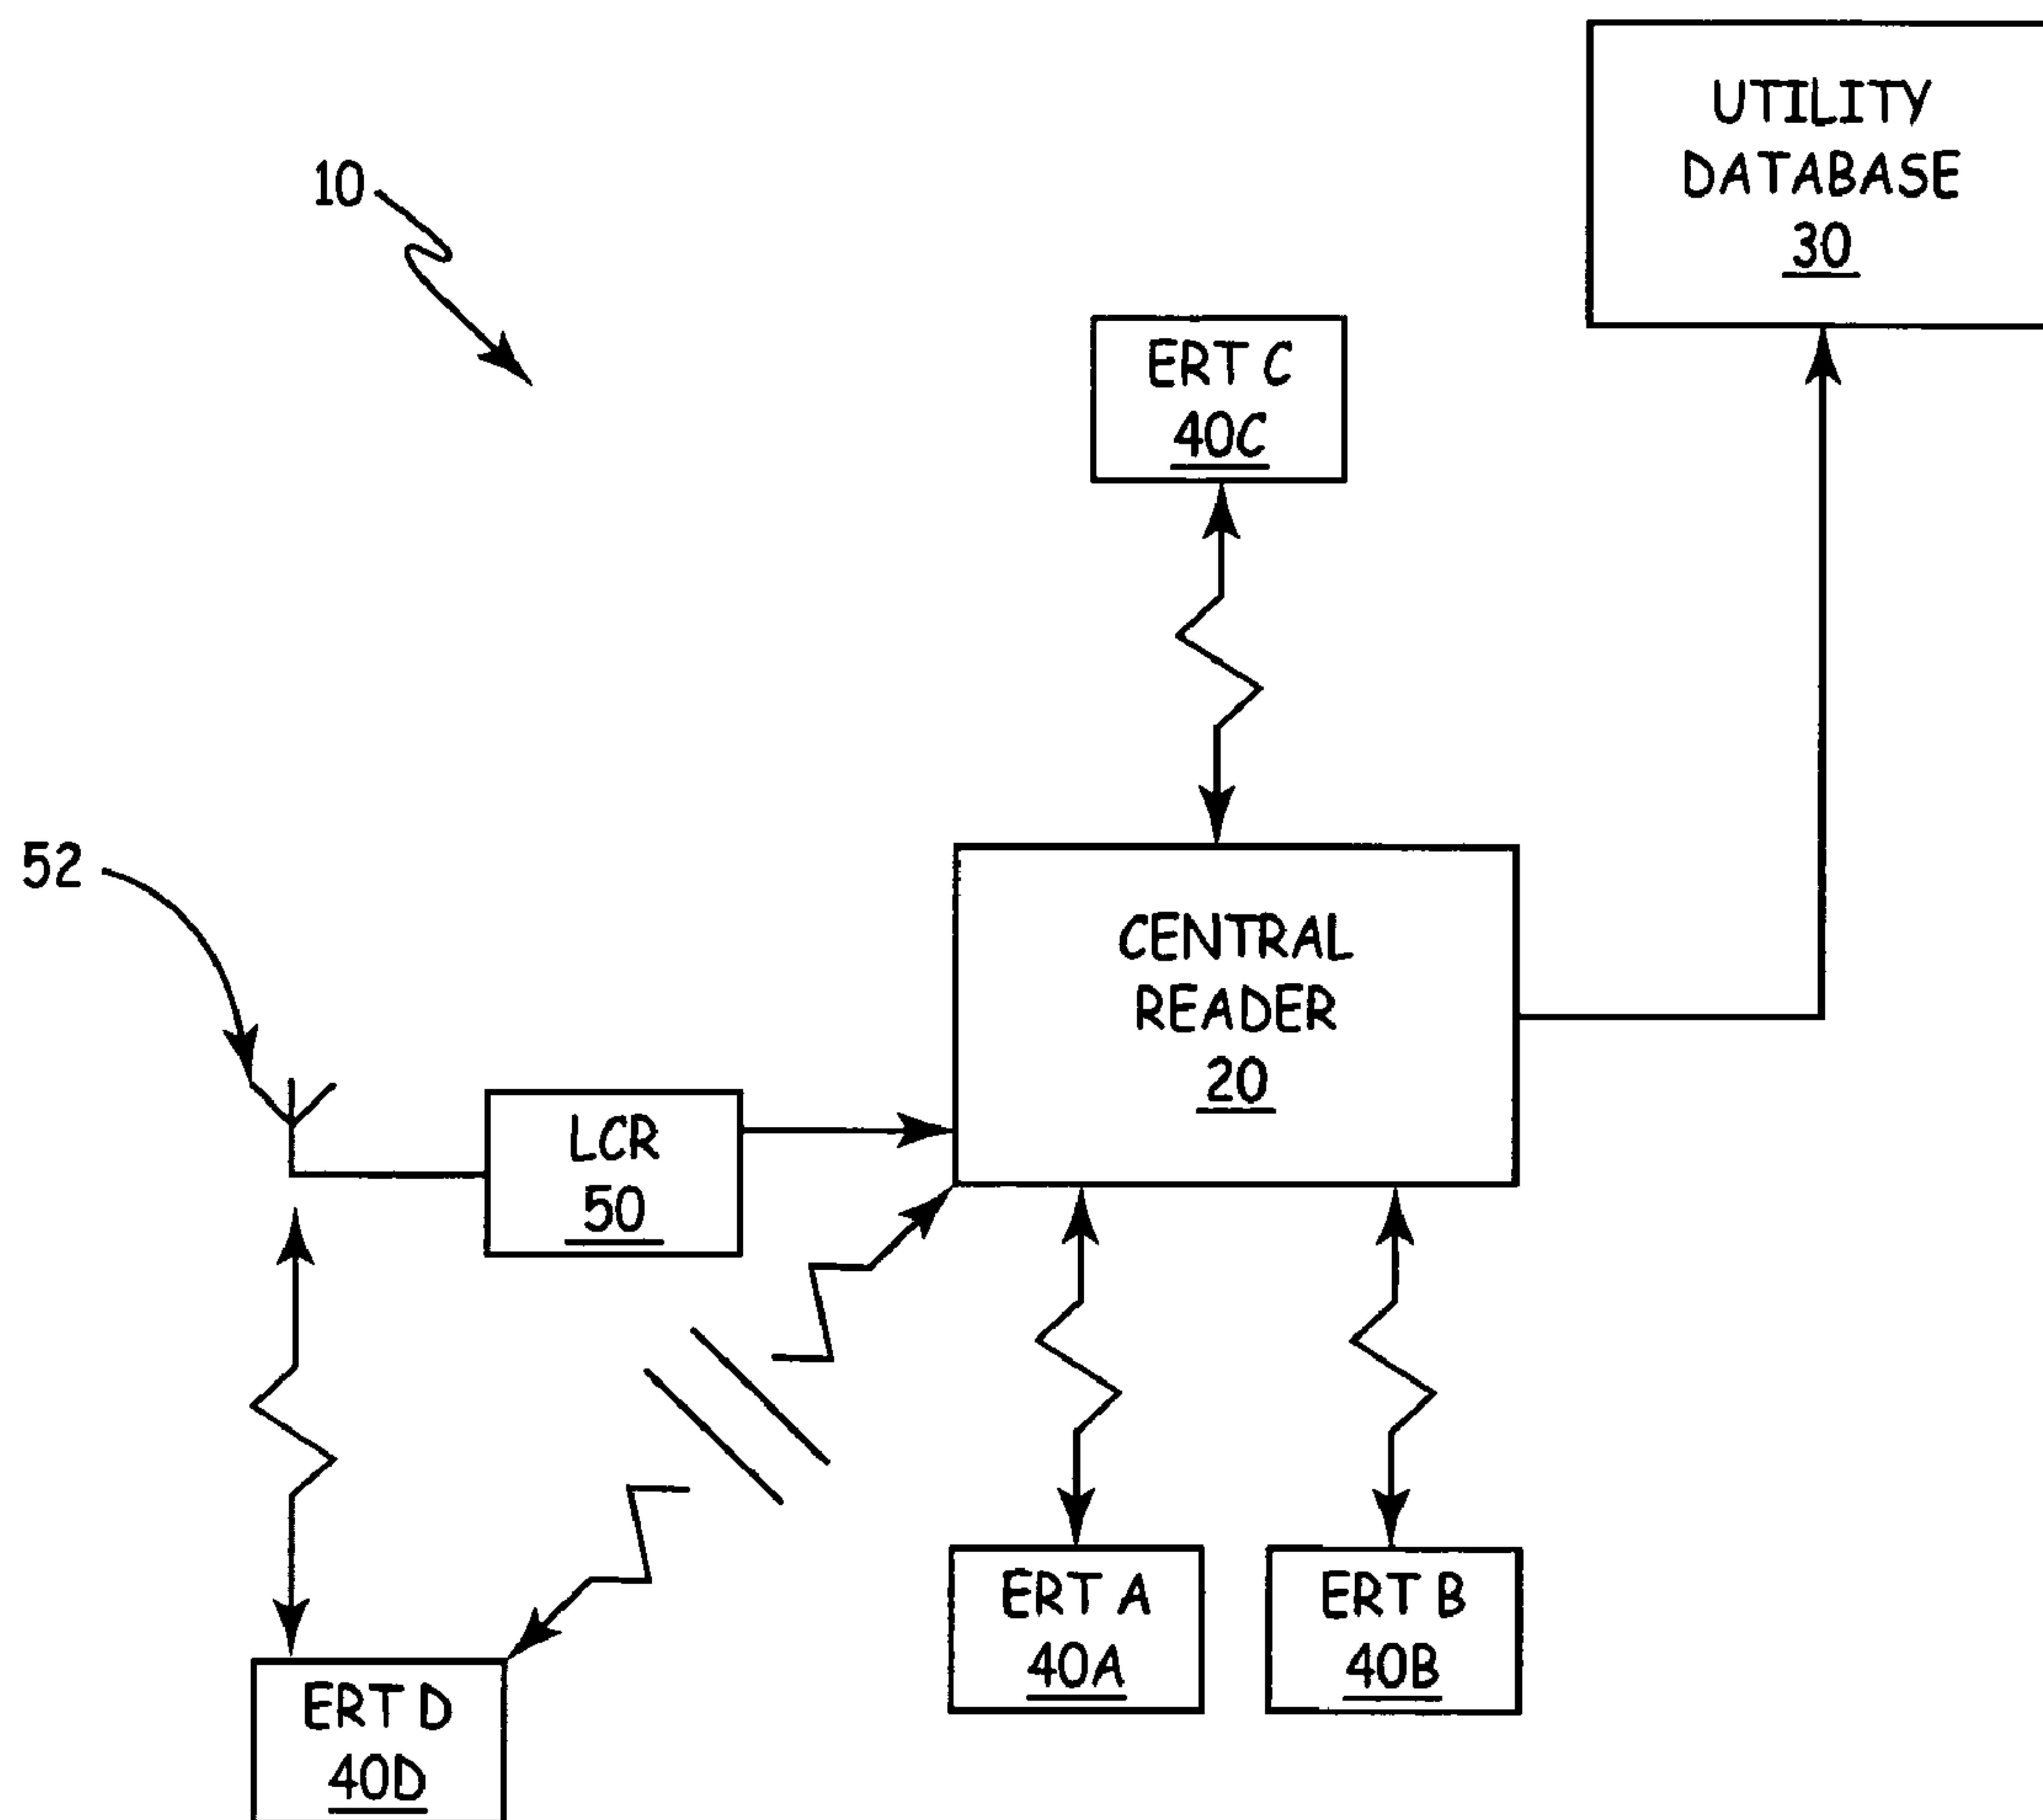 UTILITY
DATABASE
30
10
ERT C
40C
52
CENTRAL
READER
20
LCR
50
ERT A
40A
ERT B
40B
ERT D
40D